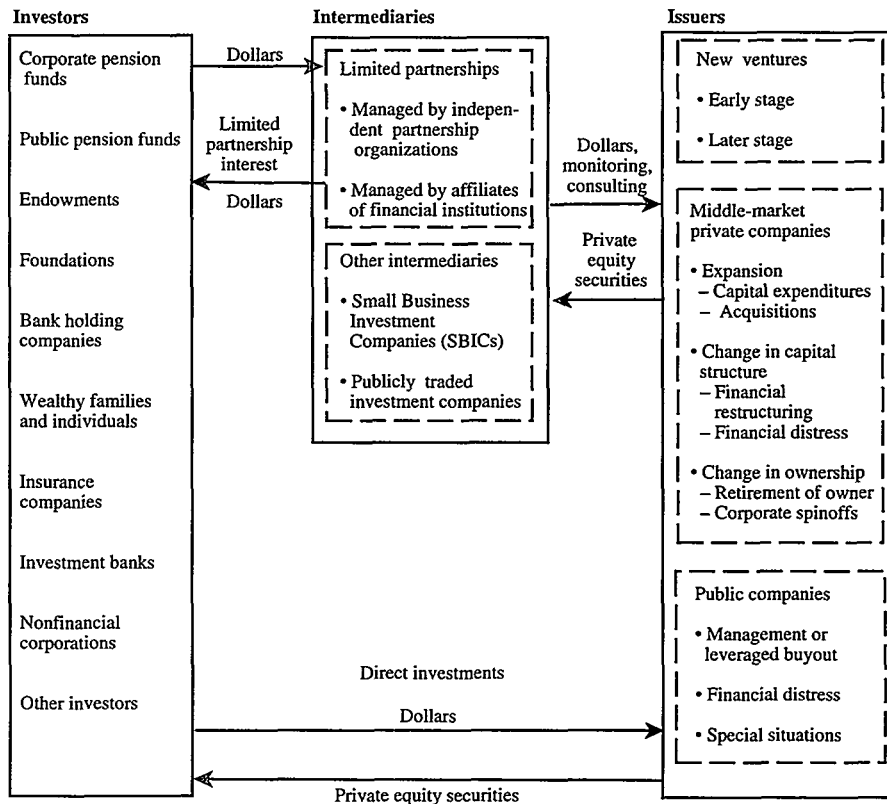 Investors
Corporate pension
funds
Public pension funds
Endowments
Foundations
Bank holding
companies
Wealthy families
and individuals
Insurance
companies
Investment banks
Nonfinancial
corporations
Other investors
Dollars
Limited
partnership
interest
Dollars
Intermediaries
Limited partnerships
• Managed by indepen-
dent partnership
organizations
• Managed by affiliates
of financial institutions
Other intermediaries
• Small Business
Investment
Companies (SBICs)
• Publicly traded
investment companies
Dollars,
monitoring,
consulting
Private
equity
securities
Issuers
New ventures
• Early stage
• Later stage
Middle-market
private companies
• Expansion
– Capital expenditures
– Acquisitions
• Change in capital
structure
– Financial
restructuring
– Financial distress
• Change in ownership
– Retirement of owner
– Corporate spinoffs
Public companies
• Management or
leveraged buyout
• Financial distress
• Special situations
Direct investments
Dollars
Private equity securities